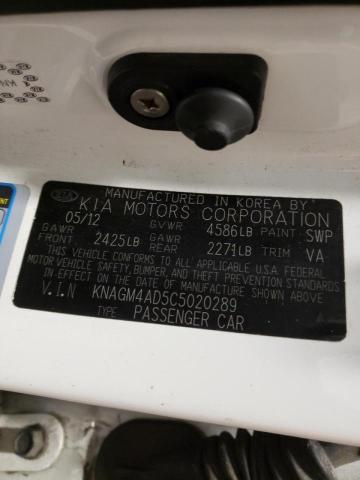 KIA
MANUFACTURED IN KOREA BY
KIA MOTORS CORPORATION
05/12 GVWR 4586LB PAINT SWP
GAWR FRONT 2425LB GAWR REAR 2271LB TRIM VA
THIS VEHICLE CONFORMS TO ALL APPLICABLE U.S.A. FEDERAL
MOTOR VEHICLE SAFETY, BUMPER, AND THEFT PREVENTION STANDARDS
IN EFFECT ON THE DATE OF MANUFACTURE SHOWN ABOVE.
V.I.N KNAGM4AD5C5020289
TYPE PASSENGER CAR